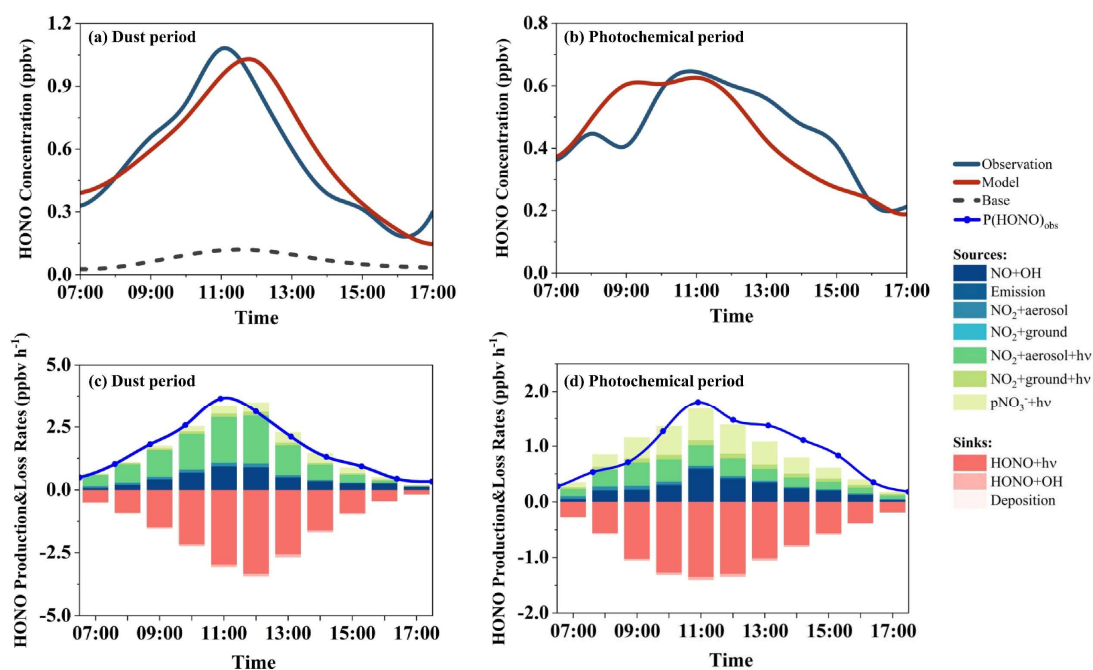 (a) Dust period
HONO Concentration (ppbv)
1.2
0.9
0.6
0.3
0.0
07:00 09:00 11:00 13:00 15:00 17:00
Time
(b) Photochemical period
HONO Concentration (ppbv)
0.8
0.6
0.4
0.2
0.0
07:00 09:00 11:00 13:00 15:00 17:00
Time
Observation
Model
Base
P(HONO)obs
Sources:
NO+OH
Emission
NO₂+aerosol
NO₂+ground
NO₂+aerosol+hν
NO₂+ground+hν
pNO₃⁻+hν
Sinks:
HONO+hν
HONO+OH
Deposition
(c) Dust period
HONO Production&Loss Rates (ppbv h⁻¹)
5.0
2.5
0.0
-2.5
-5.0
07:00 09:00 11:00 13:00 15:00 17:00
Time
(d) Photochemical period
HONO Production&Loss Rates (ppbv h⁻¹)
2.0
1.0
0.0
-1.0
-2.0
07:00 09:00 11:00 13:00 15:00 17:00
Time